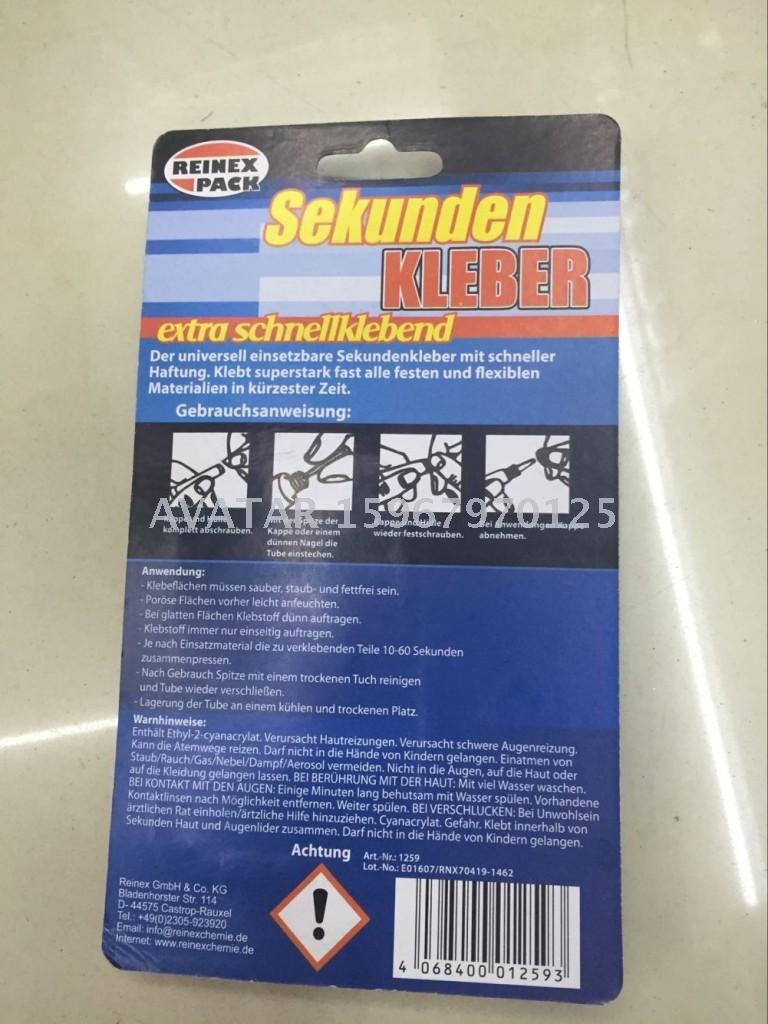 REINEX
PACK
Sekunden
KLEBER
extra schnellklebend
Der universell einsetzbare Sekundenkleber mit schneller
Haftung. Klebt superstark fast alle festen und flexiblen
Materialien in kürzester Zeit.
Gebrauchsanweisung:
AVATAR 15967970125
komplett abschrauben.
Spitze der
Kappe oder einem
dünnen Nagel die
Tube einstechen.
Kappe und Hülle
wieder festschrauben.
Bei Anwendung Kappe
abnehmen.
Anwendung:
- Klebeflächen müssen sauber, staub- und fettfrei sein.
- Poröse Flächen vorher leicht anfeuchten.
- Bei glatten Flächen Klebstoff dünn auftragen.
- Klebstoff immer nur einseitig auftragen.
- Je nach Einsatzmaterial die zu verklebenden Teile 10-60 Sekunden
zusammenpressen.
- Nach Gebrauch Spitze mit einem trockenen Tuch reinigen
und Tube wieder verschließen.
- Lagerung der Tube an einem kühlen und trockenen Platz.
Warnhinweise:
Enthält Ethyl-2-cyanacrylat. Verursacht Hautreizungen. Verursacht schwere Augenreizung.
Kann die Atemwege reizen. Darf nicht in die Hände von Kindern gelangen. Einatmen von
Staub/Rauch/Gas/Nebel/Dampf/Aerosol vermeiden. Nicht in die Augen, auf die Haut oder
auf die Kleidung gelangen lassen. BEI BERÜHRUNG MIT DER HAUT: Mit viel Wasser waschen.
BEI KONTAKT MIT DEN AUGEN: Einige Minuten lang behutsam mit Wasser spülen. Vorhandene
Kontaktlinsen nach Möglichkeit entfernen. Weiter spülen. BEI VERSCHLUCKEN: Bei Unwohlsein
ärztlichen Rat einholen/ärtzliche Hilfe hinzuziehen. Cyanacrylat. Gefahr. Klebt innerhalb von
Sekunden Haut und Augenlider zusammen. Darf nicht in die Hände von Kindern gelangen.
Achtung
Art.-Nr.: 1259
Lot.-No.: E01607/RNX70419-1462
Reinex GmbH & Co. KG
Bladenhorster Str. 114
D- 44575 Castrop-Rauxel
Tel.: +49(0)2305-923920
Email: info@reinexchemie.de
Internet: www.reinexchemie.de
4 068400 012593